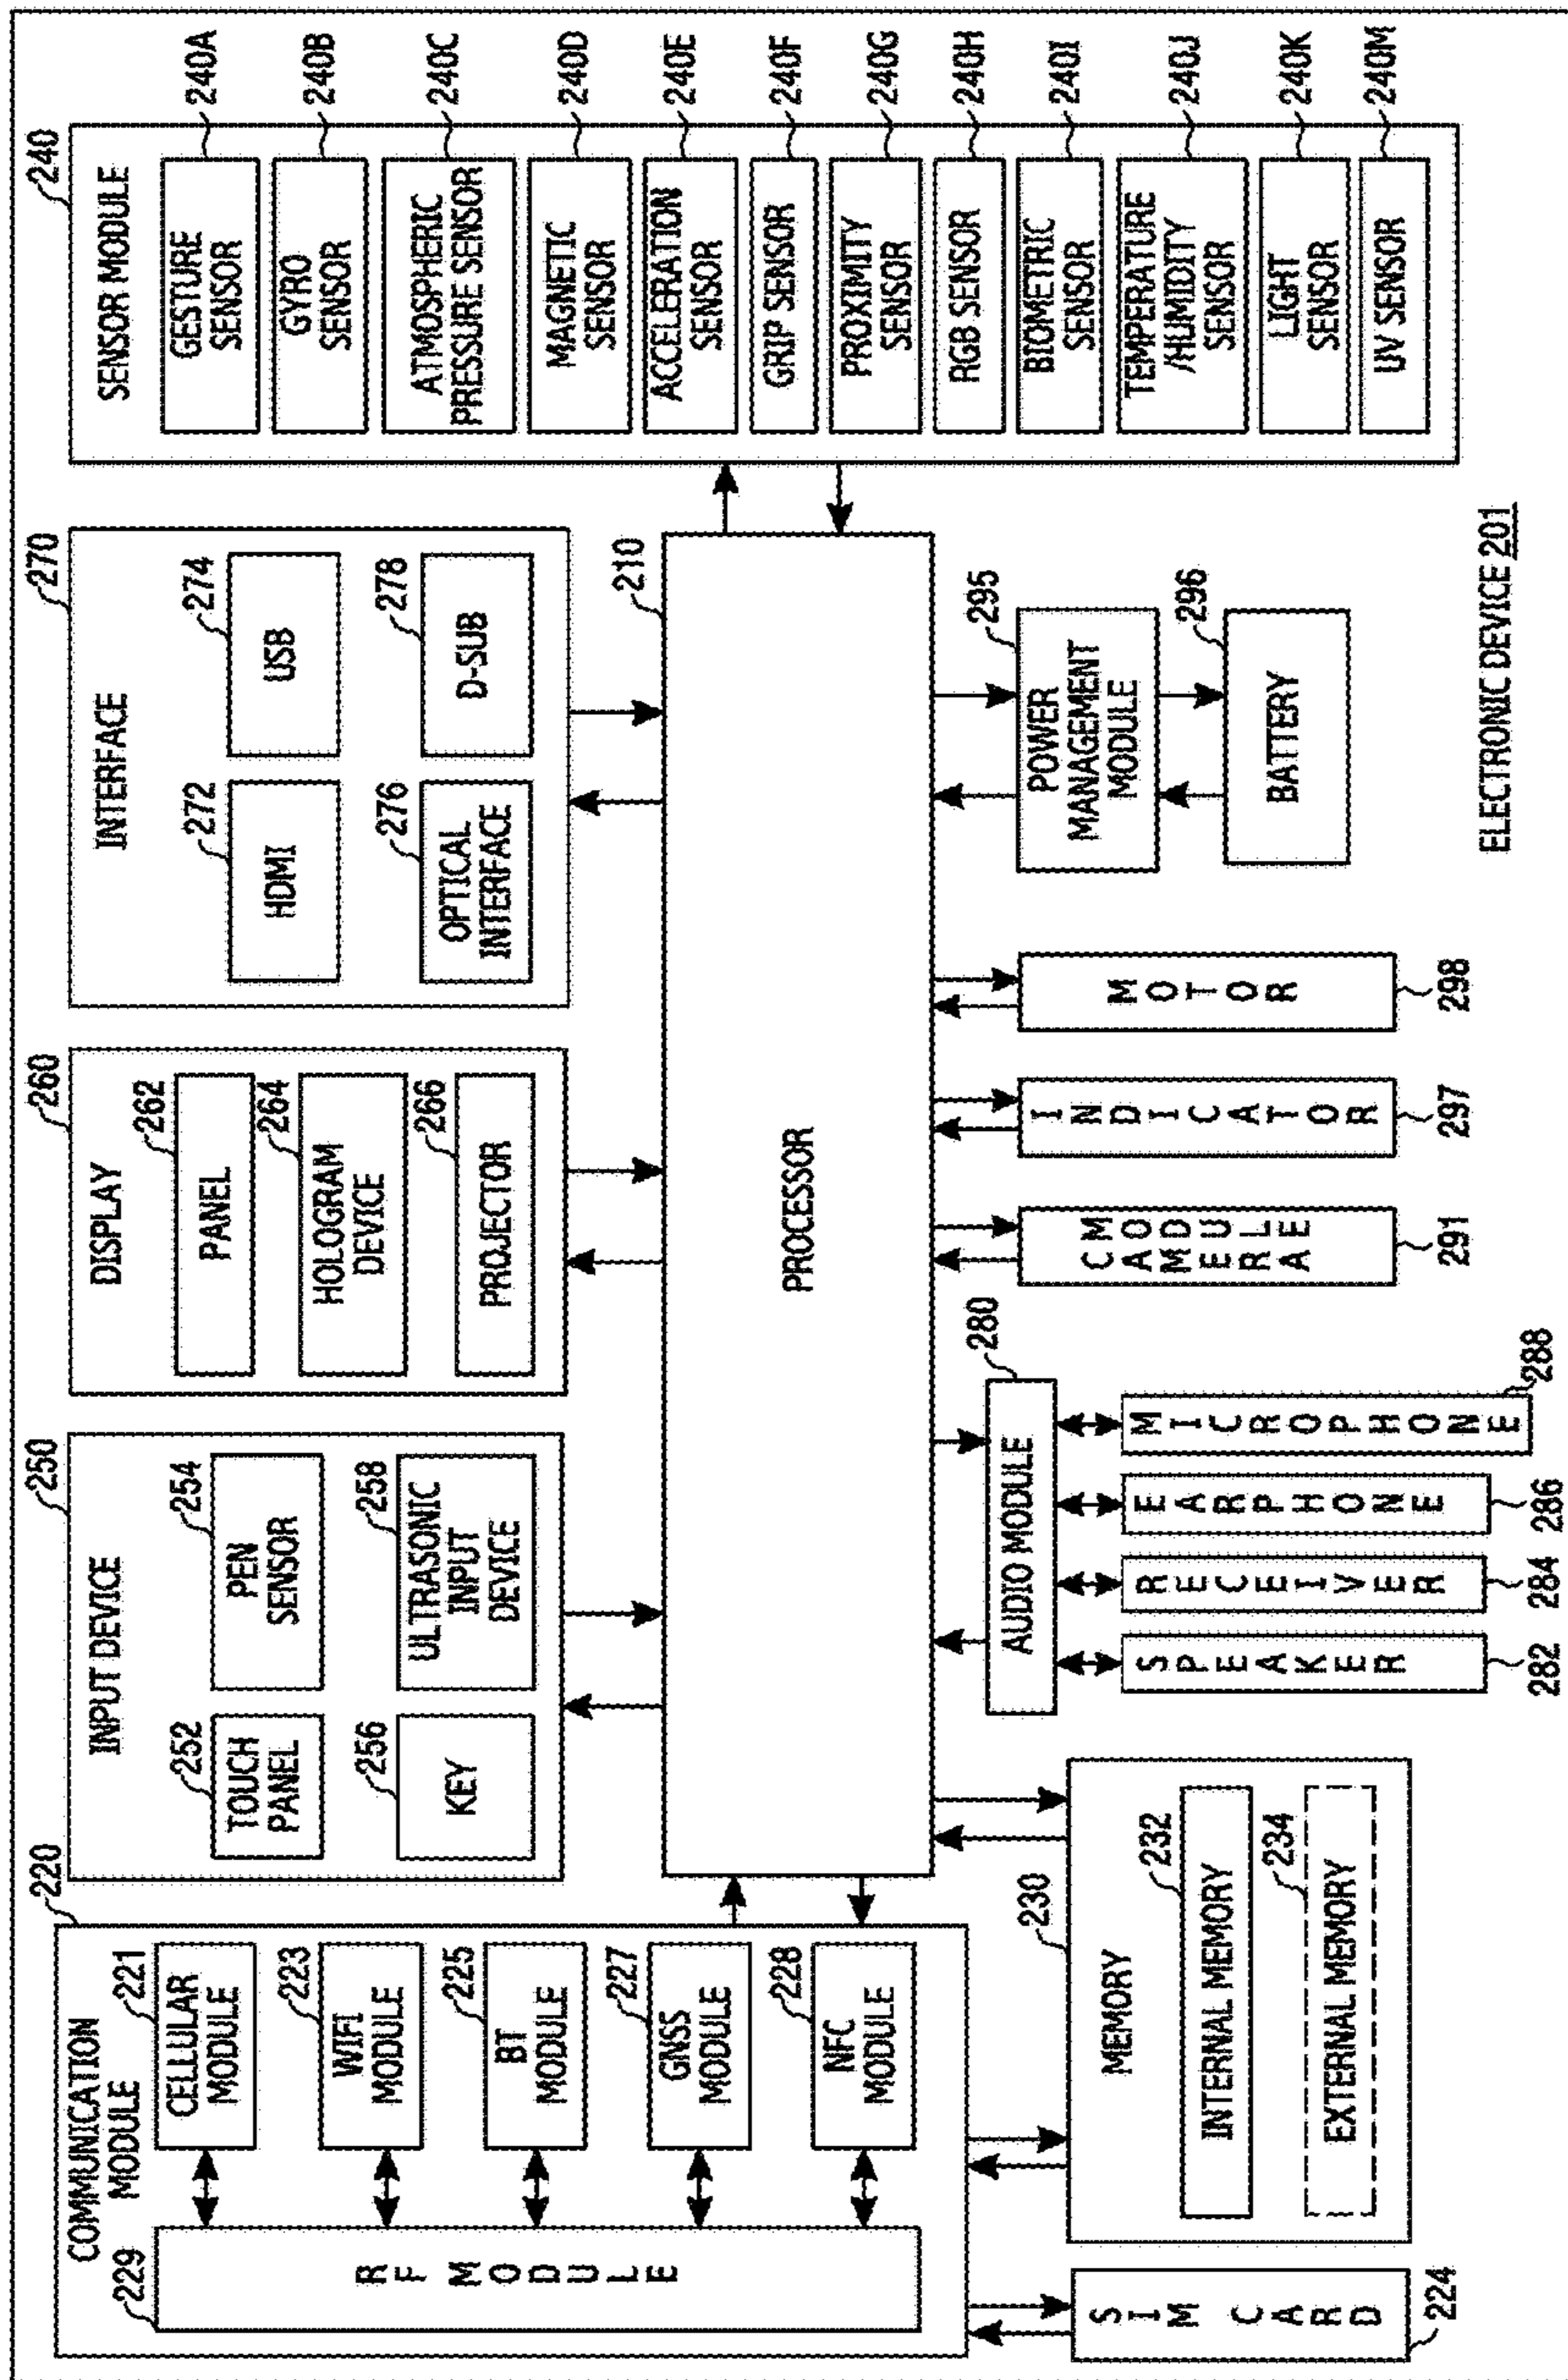 COMMUNICATION
MODULE
220
229
RF MODULE
221
CELLULAR
MODULE
223
WIFI
MODULE
225
BT
MODULE
227
GNSS
MODULE
228
NFC
MODULE
250
INPUT DEVICE
252
TOUCH
PANEL
254
PEN
SENSOR
256
KEY
258
ULTRASONIC
INPUT
DEVICE
260
DISPLAY
262
PANEL
264
HOLOGRAM
DEVICE
266
PROJECTOR
270
INTERFACE
272
HDMI
274
USB
276
OPTICAL
INTERFACE
278
D-SUB
240
SENSOR MODULE
GESTURE
SENSOR
240A
GYRO
SENSOR
240B
ATMOSPHERIC
PRESSURE SENSOR
240C
MAGNETIC
SENSOR
240D
ACCELERATION
SENSOR
240E
GRIP SENSOR
240F
PROXIMITY
SENSOR
240G
RGB SENSOR
240H
BIOMETRIC
SENSOR
240I
TEMPERATURE
/HUMIDITY
SENSOR
240J
LIGHT
SENSOR
240K
UV SENSOR
240M
210
PROCESSOR
SIM CARD
224
230
MEMORY
232
INTERNAL MEMORY
234
EXTERNAL MEMORY
280
AUDIO MODULE
SPEAKER
282
RECEIVER
284
EARPHONE
286
MICROPHONE
288
CAMERA
MODULE
291
INDICATOR
297
MOTOR
298
295
POWER
MANAGEMENT
MODULE
296
BATTERY
ELECTRONIC DEVICE 201